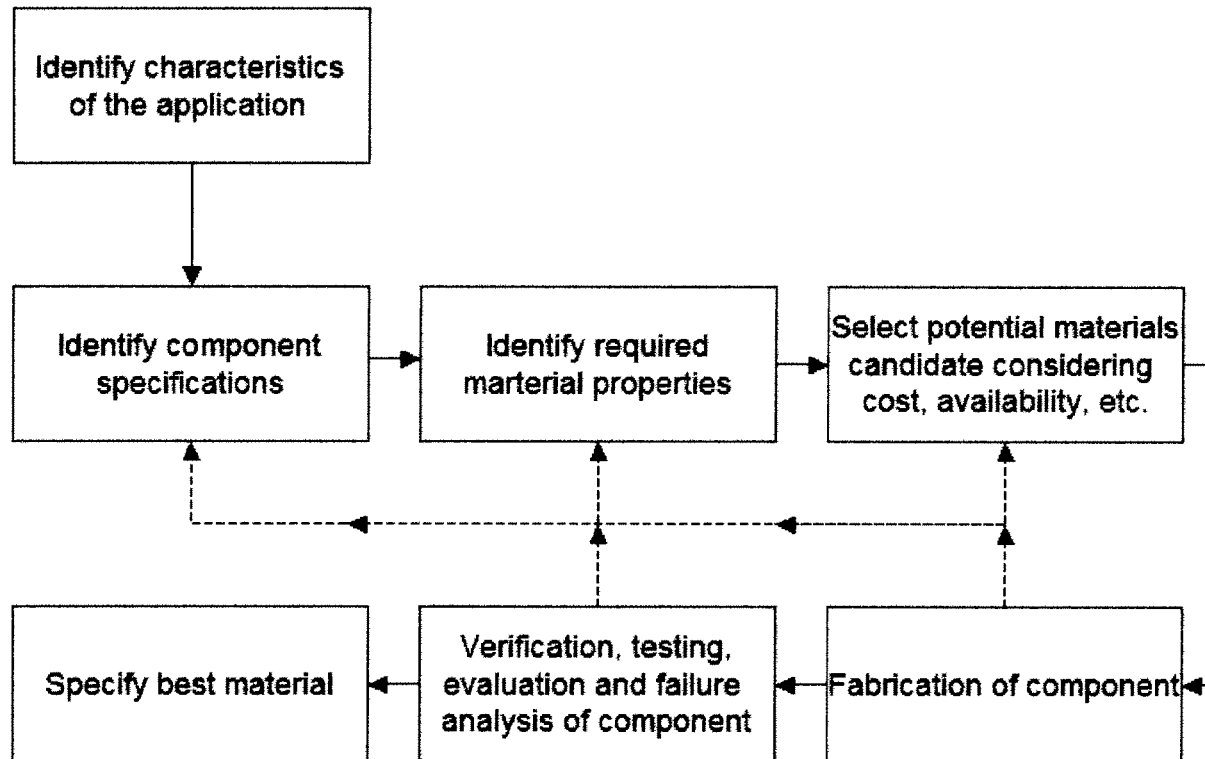 Identify characteristics
of the application
Identify component
specifications
Identify required
marterial properties
Select potential materials
candidate considering
cost, availability, etc.
Specify best material
Verification, testing,
evaluation and failure
analysis of component
Fabrication of component